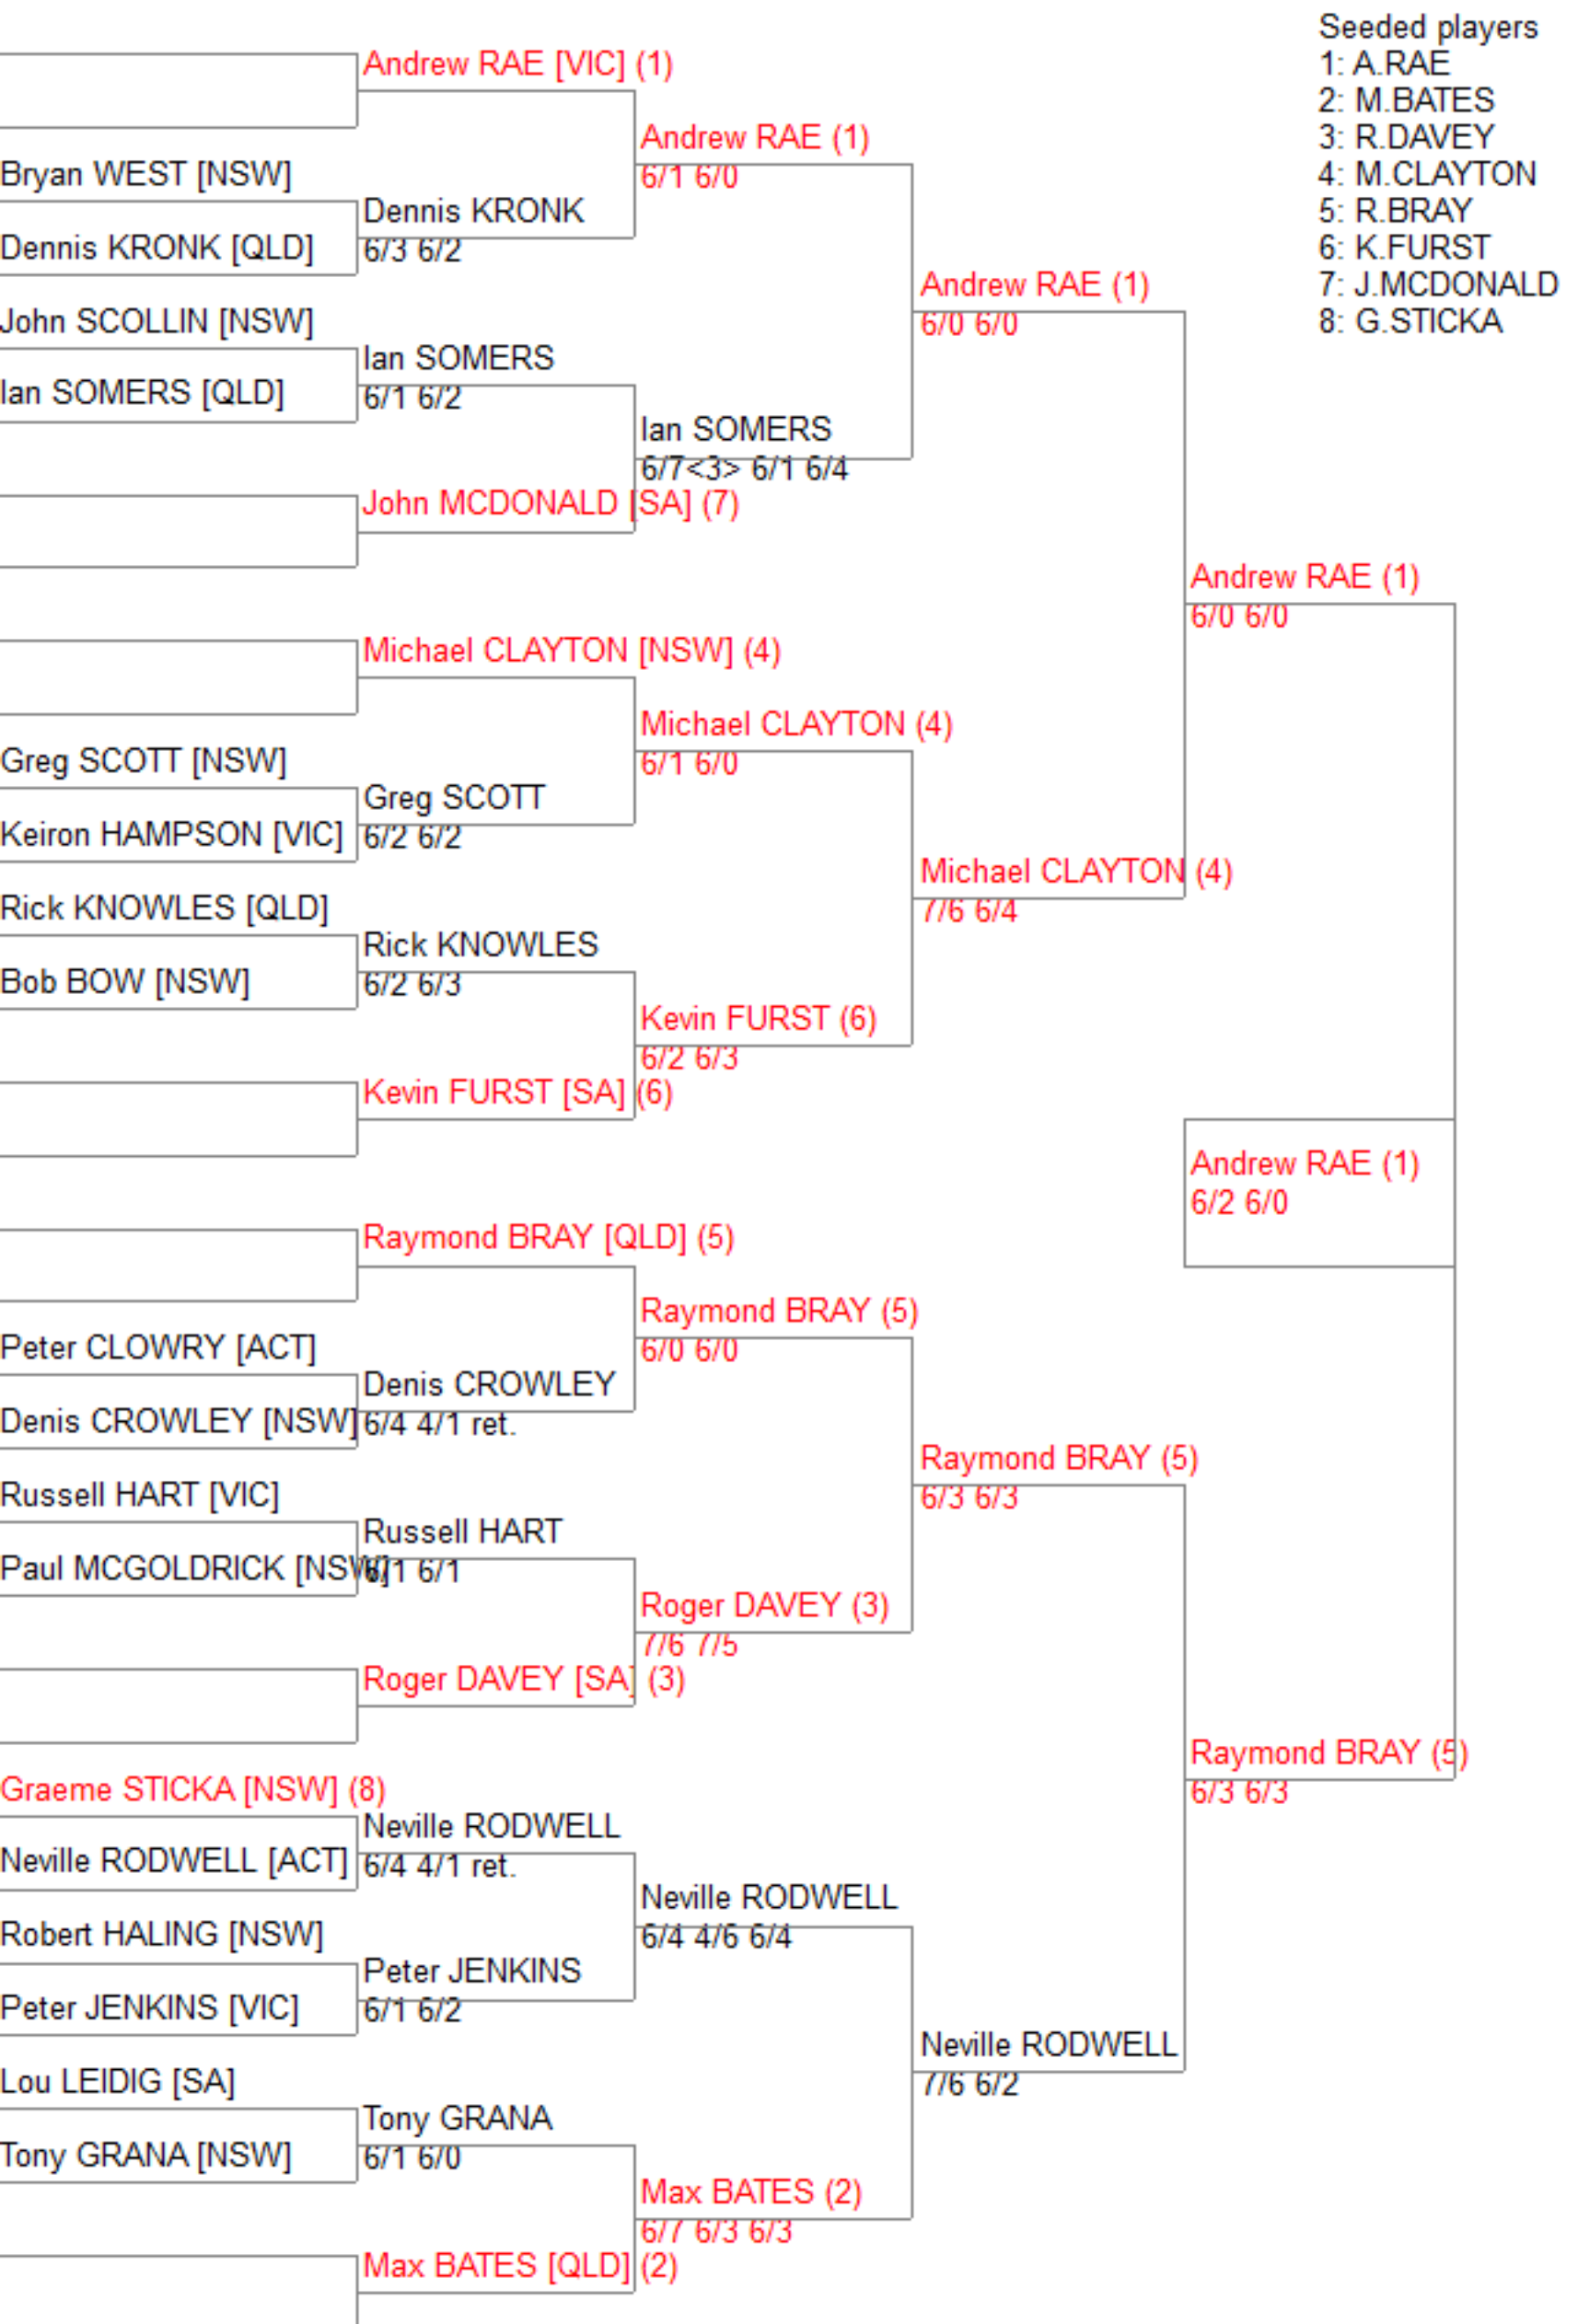 Seeded players
1: A.RAE
2: M.BATES
3: R.DAVEY
4: M.CLAYTON
5: R.BRAY
6: K.FURST
7: J.MCDONALD
8: G.STICKA
Andrew RAE [VIC] (1)
Bryan WEST [NSW]
Dennis KRONK [QLD]
John SCOLLIN [NSW]
Ian SOMERS [QLD]
Dennis KRONK
6/3 6/2
Ian SOMERS
6/1 6/2
John MCDONALD [SA] (7)
Andrew RAE (1)
6/1 6/0
Ian SOMERS
6/7<3> 6/1 6/4
Andrew RAE (1)
6/0 6/0
Michael CLAYTON [NSW] (4)
Greg SCOTT [NSW]
Keiron HAMPSON [VIC]
Rick KNOWLES [QLD]
Bob BOW [NSW]
Greg SCOTT
6/2 6/2
Rick KNOWLES
6/2 6/3
Kevin FURST [SA] (6)
Michael CLAYTON (4)
6/1 6/0
Kevin FURST (6)
6/2 6/3
Michael CLAYTON (4)
7/6 6/4
Andrew RAE (1)
6/0 6/0
Andrew RAE (1)
6/2 6/0
Raymond BRAY [QLD] (5)
Peter CLOWRY [ACT]
Denis CROWLEY [NSW]
Russell HART [VIC]
Paul MCGOLDRICK [NSW]
Denis CROWLEY
6/4 4/1 ret.
Russell HART
6/1 6/1
Roger DAVEY [SA] (3)
Raymond BRAY (5)
6/0 6/0
Roger DAVEY (3)
7/6 7/5
Raymond BRAY (5)
6/3 6/3
Graeme STICKA [NSW] (8)
Neville RODWELL [ACT]
Robert HALING [NSW]
Peter JENKINS [VIC]
Lou LEIDIG [SA]
Tony GRANA [NSW]
Neville RODWELL
6/4 4/1 ret.
Peter JENKINS
6/1 6/2
Tony GRANA
6/1 6/0
Max BATES [QLD] (2)
Neville RODWELL
6/4 4/6 6/4
Max BATES (2)
6/7 6/3 6/3
Neville RODWELL
7/6 6/2
Raymond BRAY (5)
6/3 6/3